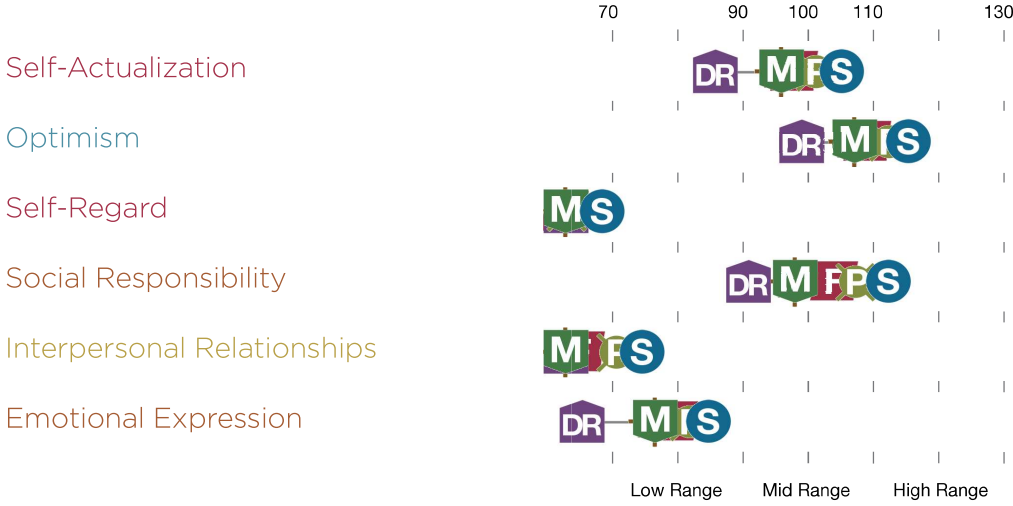 70 90 100 110 130
Self-Actualization DR M F S
Optimism DR M S
Self-Regard M S
Social Responsibility DR M F P S
Interpersonal Relationships M P S
Emotional Expression DR M S
Low Range Mid Range High Range